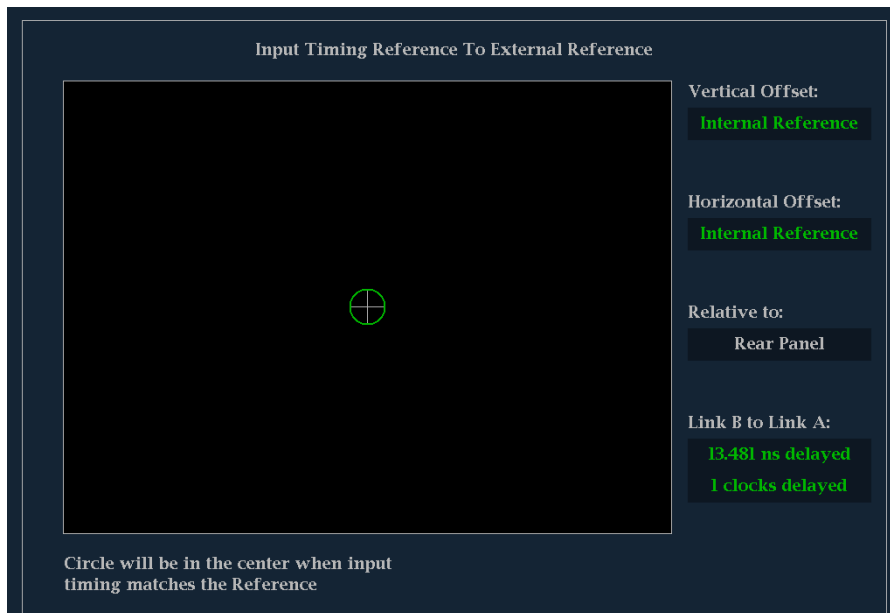 Input Timing Reference To External Reference
Vertical Offset:
Internal Reference
Horizontal Offset:
Internal Reference
Relative to:
Rear Panel
Link B to Link A:
13.481 ns delayed
1 clocks delayed
Circle will be in the center when input
timing matches the Reference